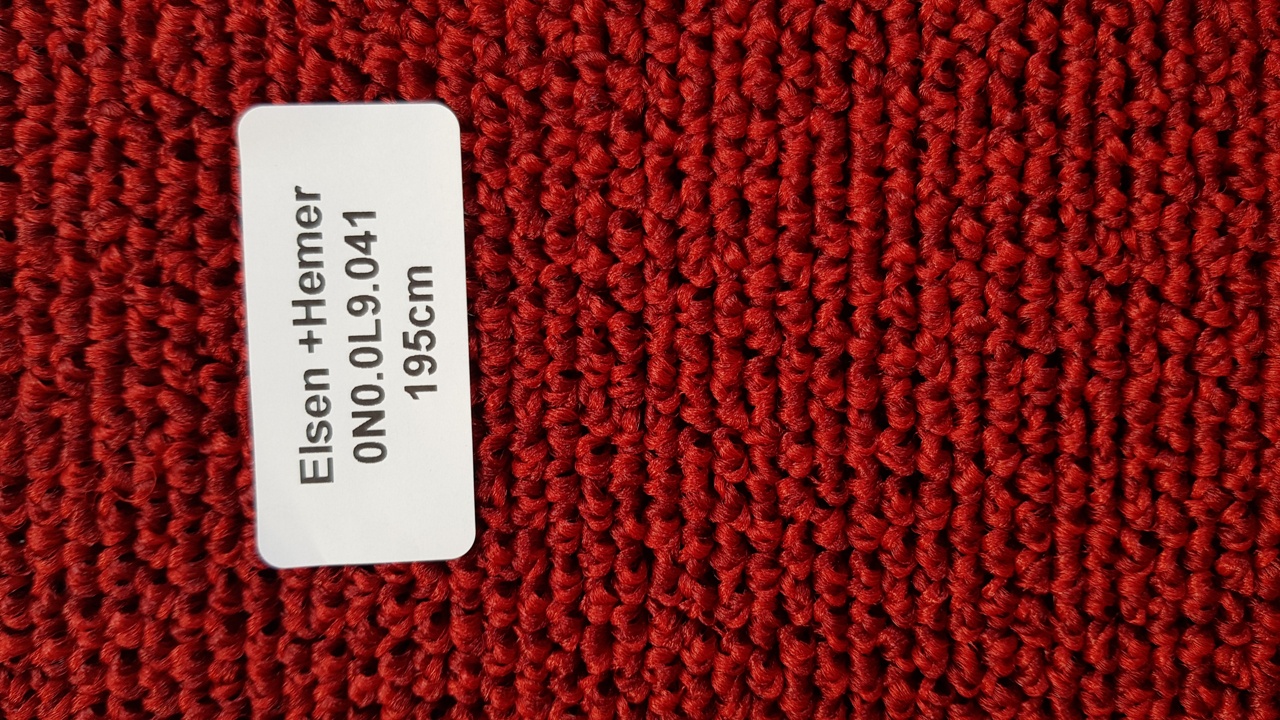 Elsen +Hemer
0N0.0L9.041
195cm